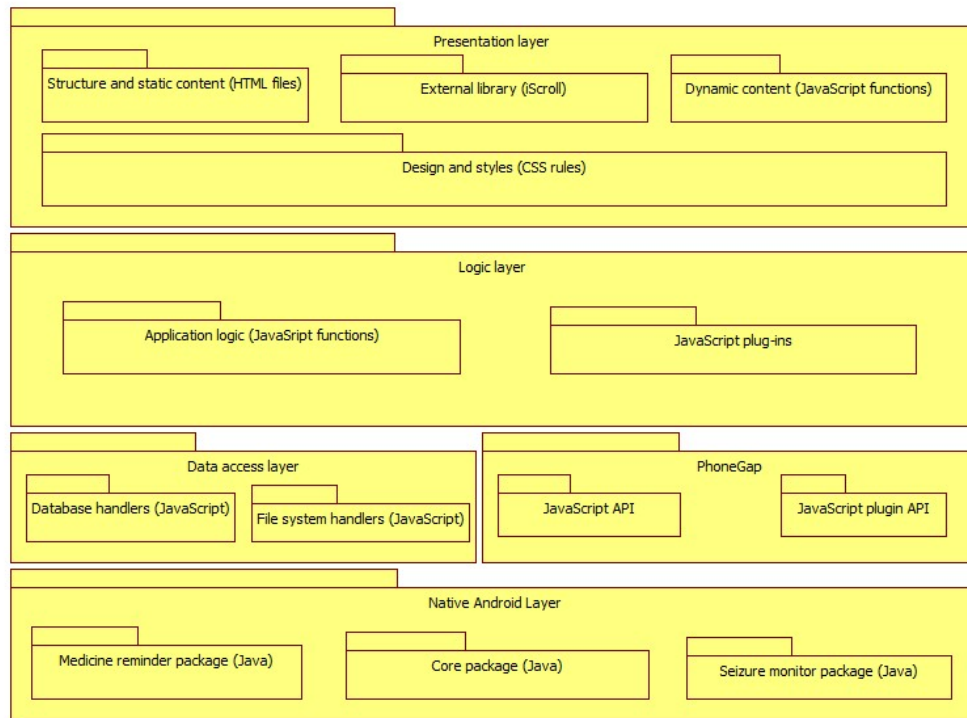 Presentation layer
Structure and static content (HTML files)
External library (iScroll)
Dynamic content (JavaScript functions)
Design and styles (CSS rules)
Logic layer
Application logic (JavaSript functions)
JavaScript plug-ins
Data access layer
Database handlers (JavaScript)
File system handlers (JavaScript)
PhoneGap
JavaScript API
JavaScript plugin API
Native Android Layer
Medicine reminder package (Java)
Core package (Java)
Seizure monitor package (Java)